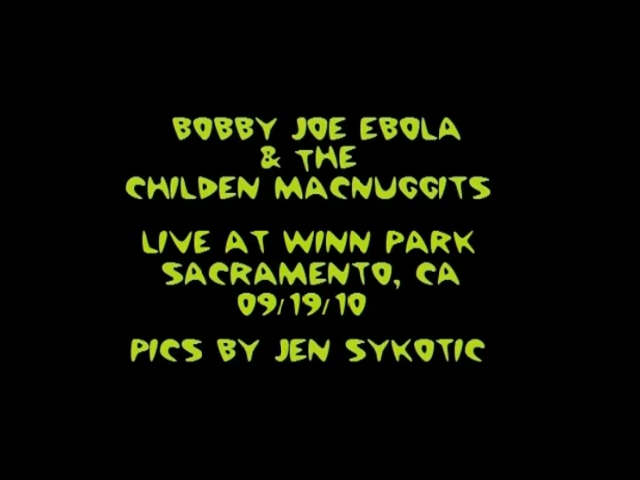 BOBBY JOE EBOLA
& THE
CHILDEN MACNUGGITS
LIVE AT WINN PARK
SACRAMENTO, CA
09/19/10
PICS BY JEN SYKOTIC